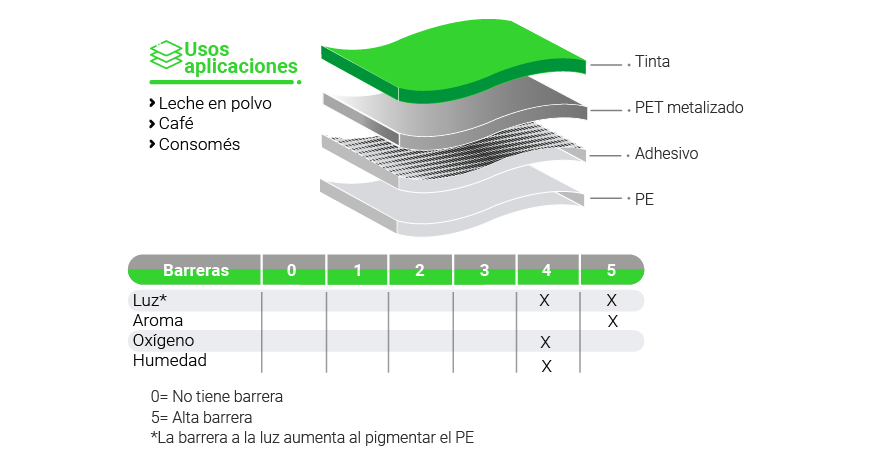 Usos
aplicaciones
Leche en polvo
Café
Consomés
Tinta
PET metalizado
Adhesivo
PE
Barreras 0 1 2 3 4 5
Luz* X X
Aroma X
Oxígeno X
Humedad X
0= No tiene barrera
5= Alta barrera
*La barrera a la luz aumenta al pigmentar el PE